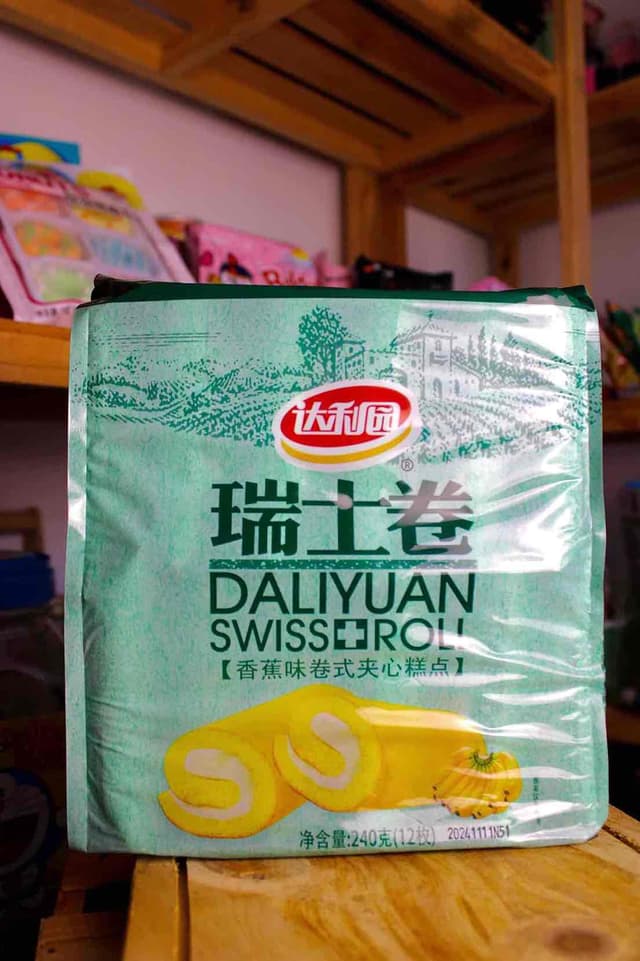 达利园
®
瑞士卷
DALIYUAN
SWISS ROLL
【香蕉味卷式夹心糕点】
净含量:240克(12枚)
20241111N51